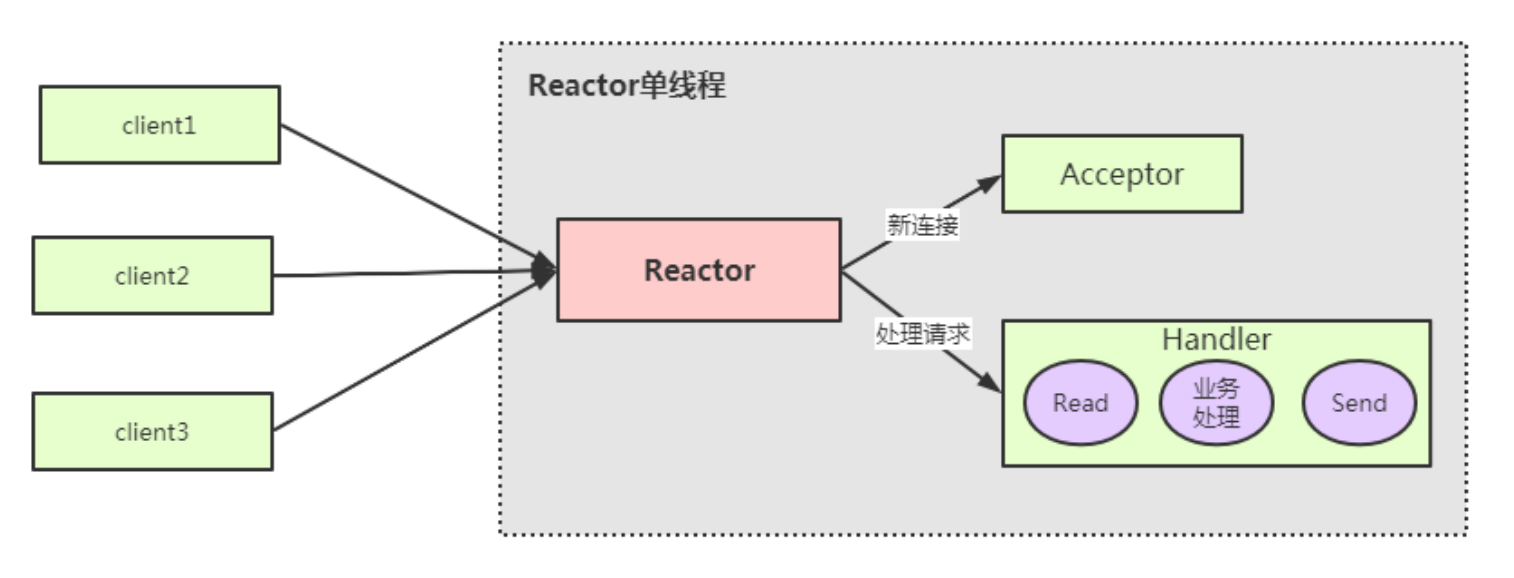 Reactor单线程
client1
client2
client3
Reactor
新连接
处理请求
Acceptor
Handler
Read
业务
处理
Send